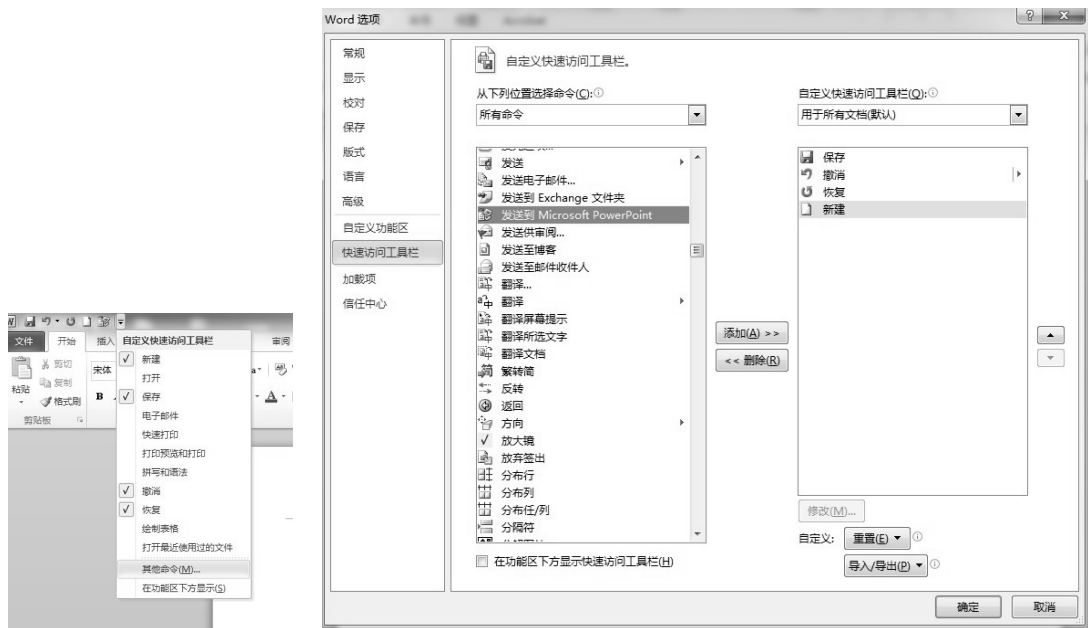 文件
开始
插入
审阅
粘贴
剪切
复制
格式刷
剪贴板
宋体
B
A
自定义快速访问工具栏
新建
打开
保存
电子邮件
快速打印
打印预览和打印
拼写和语法
撤消
恢复
绘制表格
打开最近使用过的文件
其他命令(M)...
在功能区下方显示(S)
Word 选项
常规
显示
校对
保存
版式
语言
高级
自定义功能区
快速访问工具栏
加载项
信任中心
自定义快速访问工具栏。
从下列位置选择命令(C):
所有命令
发送
发送电子邮件...
发送到 Exchange 文件夹
发送到 Microsoft PowerPoint
发送供审阅...
发送至博客
发送至邮件收件人
翻译...
翻译
翻译屏幕提示
翻译所选文字
翻译文档
繁转简
反转
返回
方向
放大镜
放弃签出
分布行
分布列
分布任/列
分隔符
在功能区下方显示快速访问工具栏(H)
添加(A) >>
<< 删除(R)
自定义快速访问工具栏(Q):
用于所有文档(默认)
保存
撤消
恢复
新建
修改(M)...
自定义: 重置(E)
导入/导出(P)
确定 取消